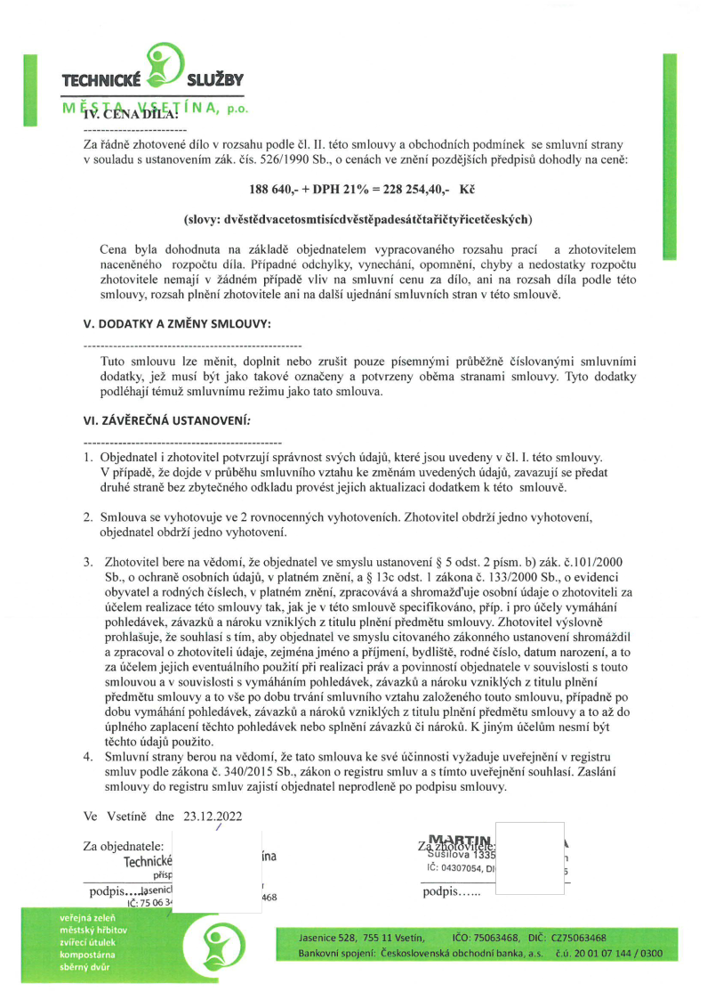 TECHNICKÉ SLUŽBY
MĚSTA VSETÍNA, p.o.
IV. CENA DÍLA:
-------------------------
Za řádně zhotovené dílo v rozsahu podle čl. II. této smlouvy a obchodních podmínek se smluvní strany
v souladu s ustanovením zák. čís. 526/1990 Sb., o cenách ve znění pozdějších předpisů dohodly na ceně:
188 640,- + DPH 21% = 228 254,40,- Kč
(slovy: dvěstědvacetosmtisícdvěstěpadesátčtařičtyřicetčeských)
Cena byla dohodnuta na základě objednatelem vypracovaného rozsahu prací a zhotovitelem
naceněného rozpočtu díla. Případné odchylky, vynechání, opomnění, chyby a nedostatky rozpočtu
zhotovitele nemají v žádném případě vliv na smluvní cenu za dílo, ani na rozsah díla podle této
smlouvy, rozsah plnění zhotovitele ani na další ujednání smluvních stran v této smlouvě.
V. DODATKY A ZMĚNY SMLOUVY:
-----------------------------------------------------
Tuto smlouvu lze měnit, doplnit nebo zrušit pouze písemnými průběžně číslovanými smluvními
dodatky, jež musí být jako takové označeny a potvrzeny oběma stranami smlouvy. Tyto dodatky
podléhají témuž smluvnímu režimu jako tato smlouva.
VI. ZÁVĚREČNÁ USTANOVENÍ:
------------------------------------------------
1. Objednatel i zhotovitel potvrzují správnost svých údajů, které jsou uvedeny v čl. I. této smlouvy.
V případě, že dojde v průběhu smluvního vztahu ke změnám uvedených údajů, zavazují se předat
druhé straně bez zbytečného odkladu provést jejich aktualizaci dodatkem k této smlouvě.
2. Smlouva se vyhotovuje ve 2 rovnocenných vyhotoveních. Zhotovitel obdrží jedno vyhotovení,
objednatel obdrží jedno vyhotovení.
3. Zhotovitel bere na vědomí, že objednatel ve smyslu ustanovení § 5 odst. 2 písm. b) zák. č.101/2000
Sb., o ochraně osobních údajů, v platném znění, a § 13c odst. 1 zákona č. 133/2000 Sb., o evidenci
obyvatel a rodných číslech, v platném znění, zpracovává a shromažďuje osobní údaje o zhotoviteli za
účelem realizace této smlouvy tak, jak je v této smlouvě specifikováno, příp. i pro účely vymáhání
pohledávek, závazků a nároku vzniklých z titulu plnění předmětu smlouvy. Zhotovitel výslovně
prohlašuje, že souhlasí s tím, aby objednatel ve smyslu citovaného zákonného ustanovení shromáždil
a zpracoval o zhotoviteli údaje, zejména jméno a příjmení, bydliště, rodné číslo, datum narození, a to
za účelem jejich eventuálního použití při realizaci práv a povinností objednatele v souvislosti s touto
smlouvou a v souvislosti s vymáháním pohledávek, závazků a nároku vzniklých z titulu plnění
předmětu smlouvy a to vše po dobu trvání smluvního vztahu založeného touto smlouvu, případně po
dobu vymáhání pohledávek, závazků a nároků vzniklých z titulu plnění předmětu smlouvy a to až do
úplného zaplacení těchto pohledávek nebo splnění závazků či nároků. K jiným účelům nesmí být
těchto údajů použito.
4. Smluvní strany berou na vědomí, že tato smlouva ke své účinnosti vyžaduje uveřejnění v registru
smluv podle zákona č. 340/2015 Sb., zákon o registru smluv a s tímto uveřejnění souhlasí. Zaslání
smlouvy do registru smluv zajistí objednatel neprodleně po podpisu smlouvy.
Ve Vsetíně dne 23.12.2022
Za objednatele:
Technické ína
přísp
podpis.... Jasenic 468
IČ: 75 06 34
MARTIN A
Za zhotovitele:
Sušilova 1335
IČ: 04307054, DI 5
podpis……
veřejná zeleň
městský hřbitov
zvířecí útulek
kompostárna
sběrný dvůr
Jasenice 528, 755 11 Vsetín, IČO: 75063468, DIČ: CZ75063468
Bankovní spojení: Československá obchodní banka, a.s. č.ú. 20 01 07 144 / 0300